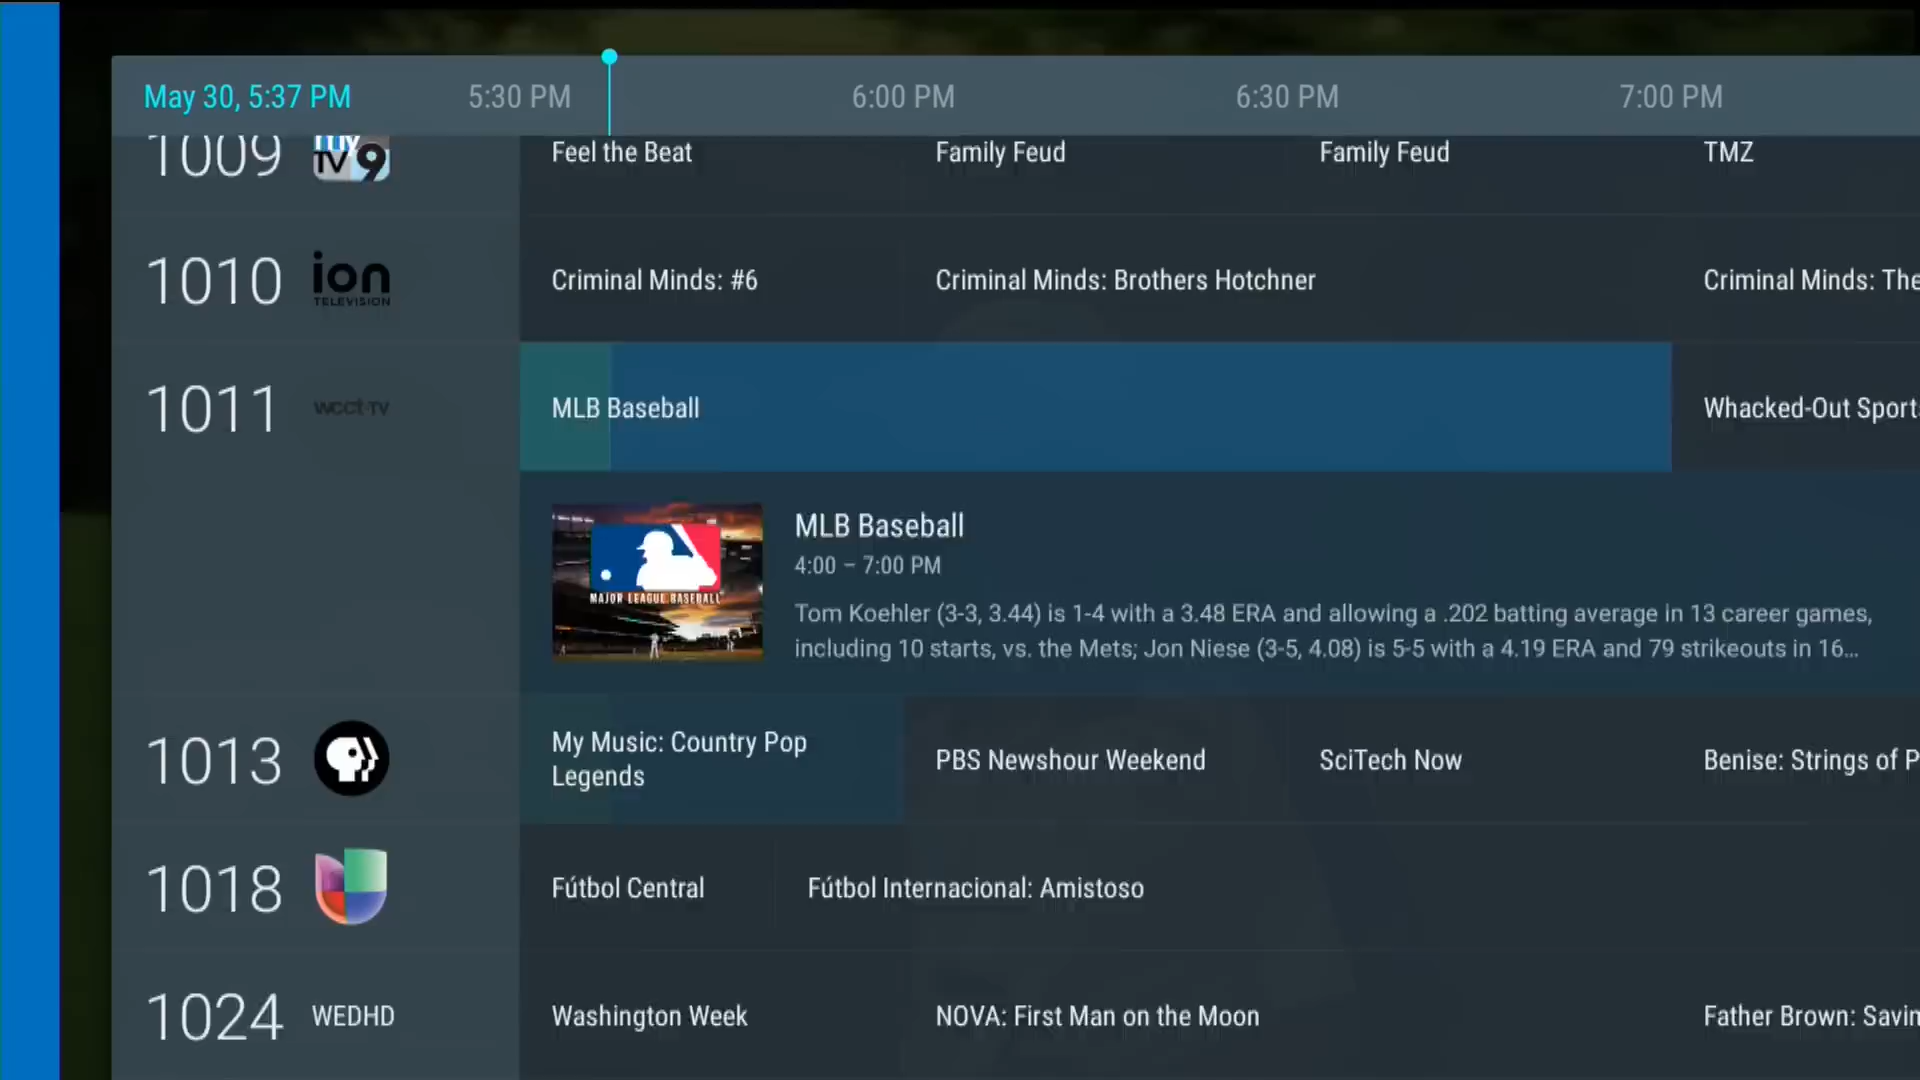 May 30, 5:37 PM 5:30 PM 6:00 PM 6:30 PM 7:00 PM
1009 my TV9 Feel the Beat Family Feud Family Feud TMZ
1010 ion TELEVISION Criminal Minds: #6 Criminal Minds: Brothers Hotchner Criminal Minds: The
1011 wcct-tv MLB Baseball Whacked-Out Sports
MAJOR LEAGUE BASEBALL
MLB Baseball
4:00 – 7:00 PM
Tom Koehler (3-3, 3.44) is 1-4 with a 3.48 ERA and allowing a .202 batting average in 13 career games,
including 10 starts, vs. the Mets; Jon Niese (3-5, 4.08) is 5-5 with a 4.19 ERA and 79 strikeouts in 16...
My Music: Country Pop
1013 Legends PBS Newshour Weekend SciTech Now Benise: Strings of P
1018 Fútbol Central Fútbol Internacional: Amistoso
1024 WEDHD Washington Week NOVA: First Man on the Moon Father Brown: Savin